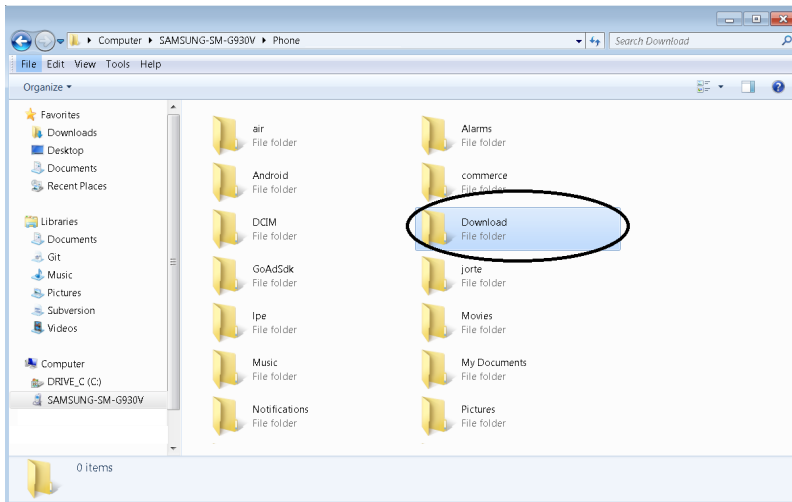 Computer SAMSUNG-SM-G930V Phone
Search Download
File Edit View Tools Help
Organize
Favorites
Downloads
Desktop
Documents
Recent Places
Libraries
Documents
Git
Music
Pictures
Subversion
Videos
Computer
DRIVE_C (C:)
SAMSUNG-SM-G930V
air
File folder
Alarms
File folder
Android
File folder
commerce
File folder
DCIM
File folder
Download
File folder
GoAdSdk
File folder
jorte
File folder
Ipe
File folder
Movies
File folder
Music
File folder
My Documents
File folder
Notifications
File folder
Pictures
File folder
0 items